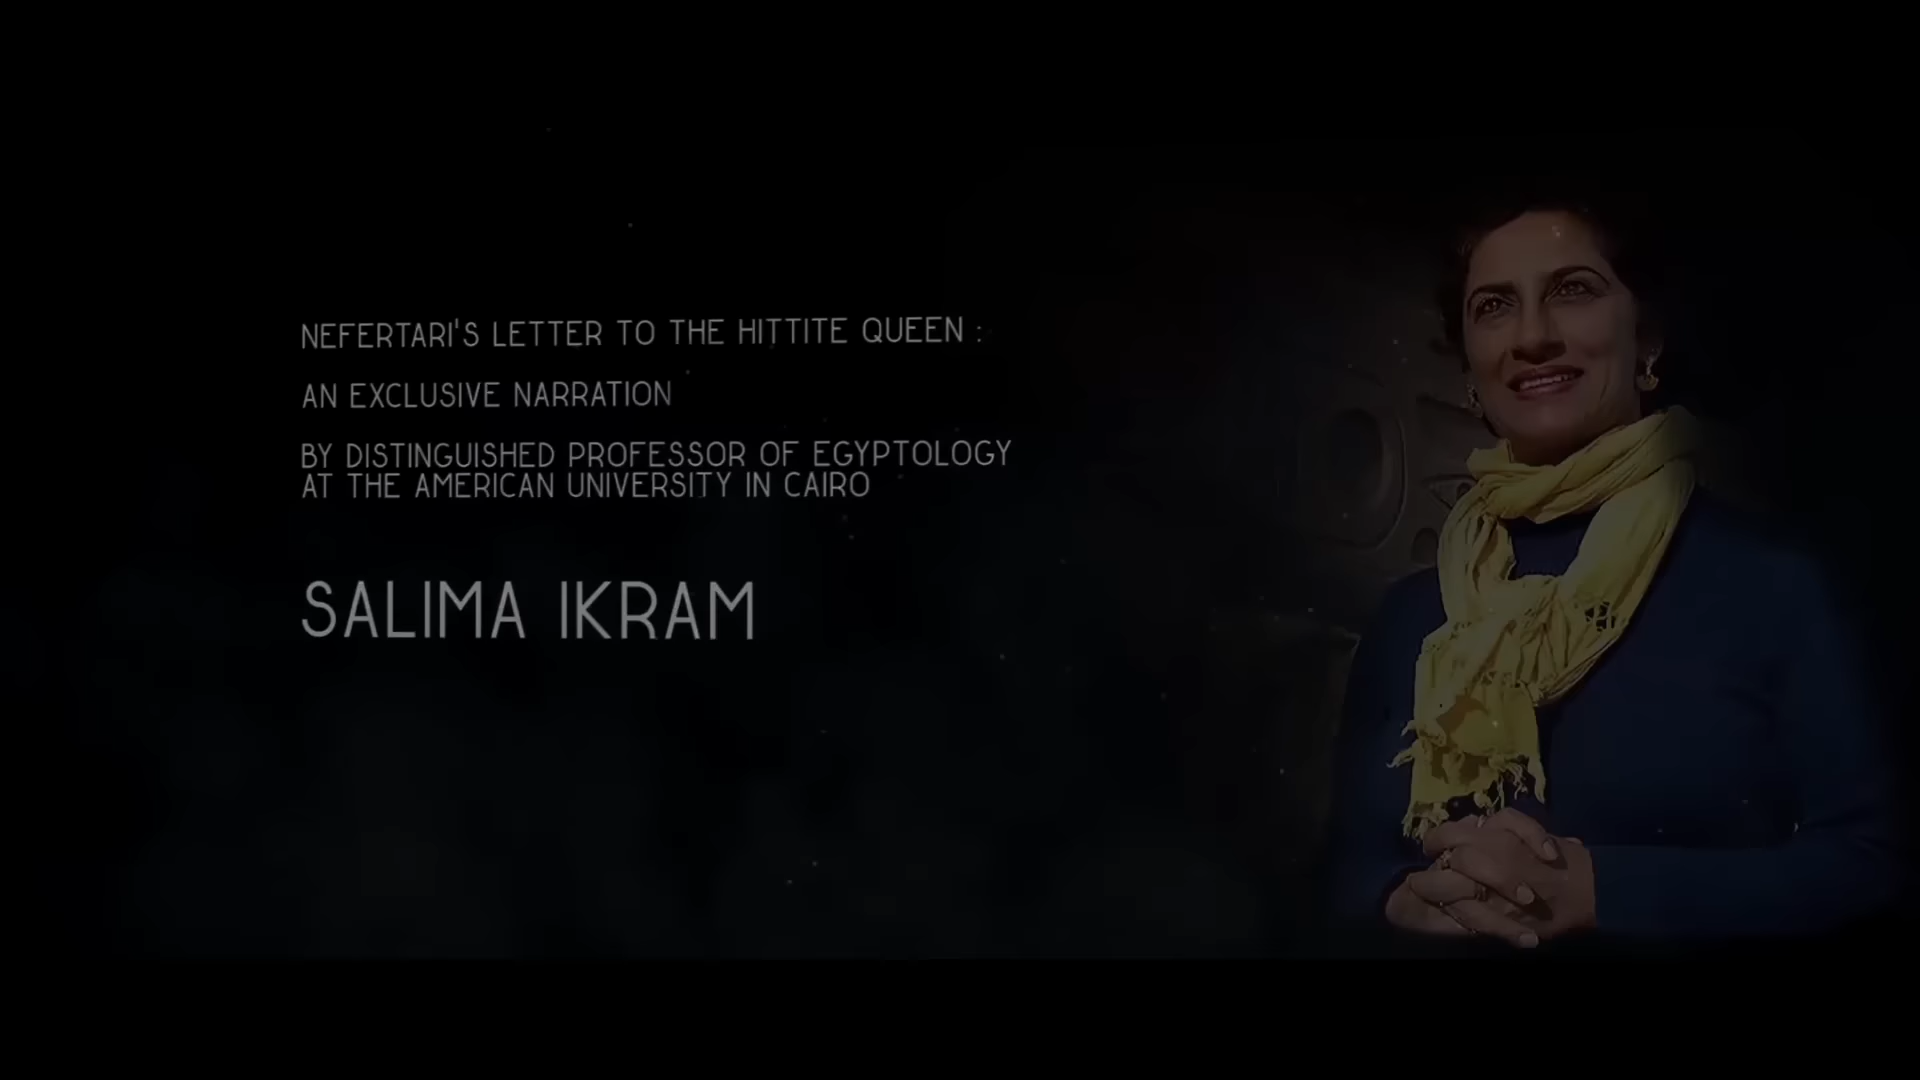 NEFERTARI'S LETTER TO THE HITTITE QUEEN :
AN EXCLUSIVE NARRATION
BY DISTINGUISHED PROFESSOR OF EGYPTOLOGY
AT THE AMERICAN UNIVERSITY IN CAIRO
SALIMA IKRAM